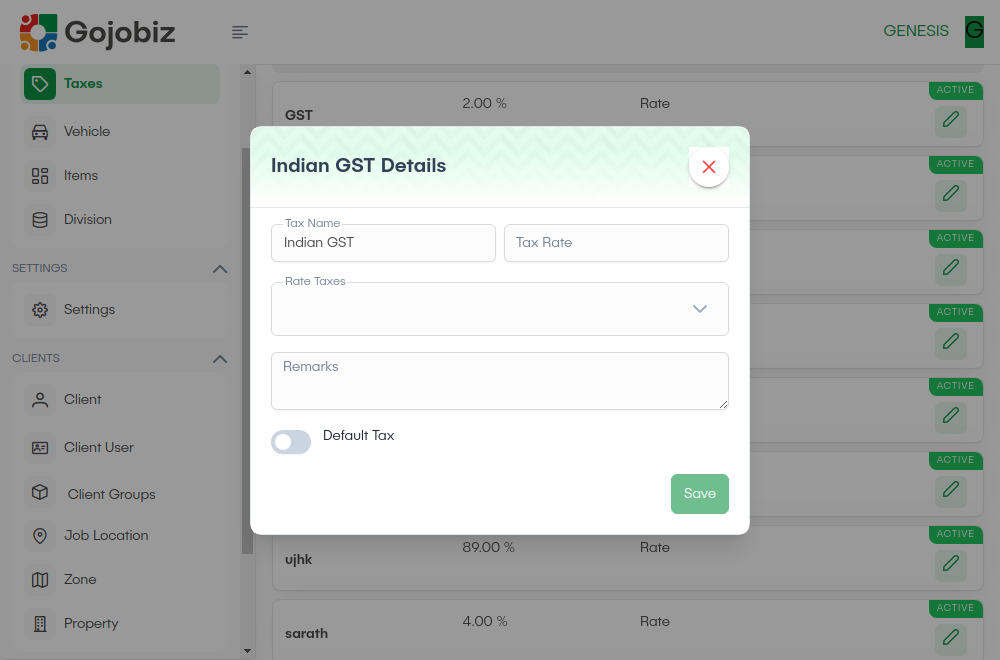 Gojobiz
GENESIS G
Taxes
Vehicle
Items
Division
SETTINGS
Settings
CLIENTS
Client
Client User
Client Groups
Job Location
Zone
Property
GST 2.00 % Rate ACTIVE
ACTIVE
ACTIVE
ACTIVE
ACTIVE
ACTIVE
ujhk 89.00 % Rate ACTIVE
sarath 4.00 % Rate ACTIVE
Indian GST Details
Tax Name
Indian GST
Tax Rate
Rate Taxes
Remarks
Default Tax
Save